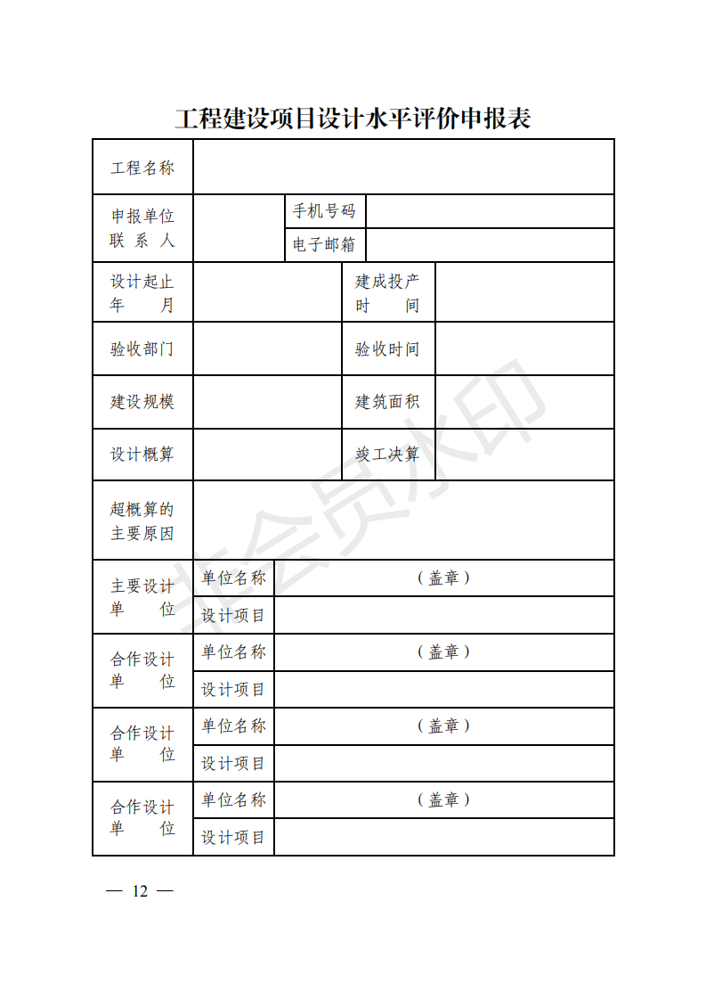 工程建设项目设计水平评价申报表
工程名称
申报单位
联系人
手机号码
电子邮箱
设计起止
年月
建成投产
时间
验收部门
验收时间
建设规模
建筑面积
设计概算
竣工决算
超概算的
主要原因
主要设计
单位
单位名称
（盖章）
设计项目
合作设计
单位
单位名称
（盖章）
设计项目
合作设计
单位
单位名称
（盖章）
设计项目
合作设计
单位
单位名称
（盖章）
设计项目
非会员水印
— 12 —